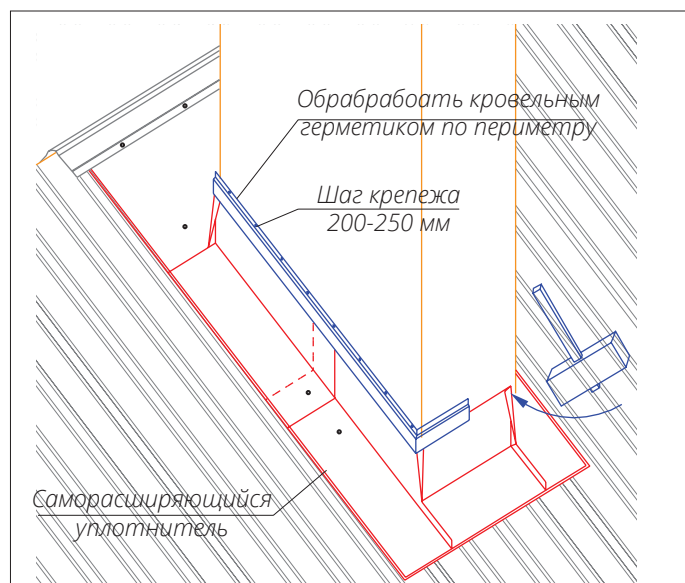 Обрабрабоать кровельным
герметиком по периметру
Шаг крепежа
200-250 мм
Саморасширяющийся
уплотнитель